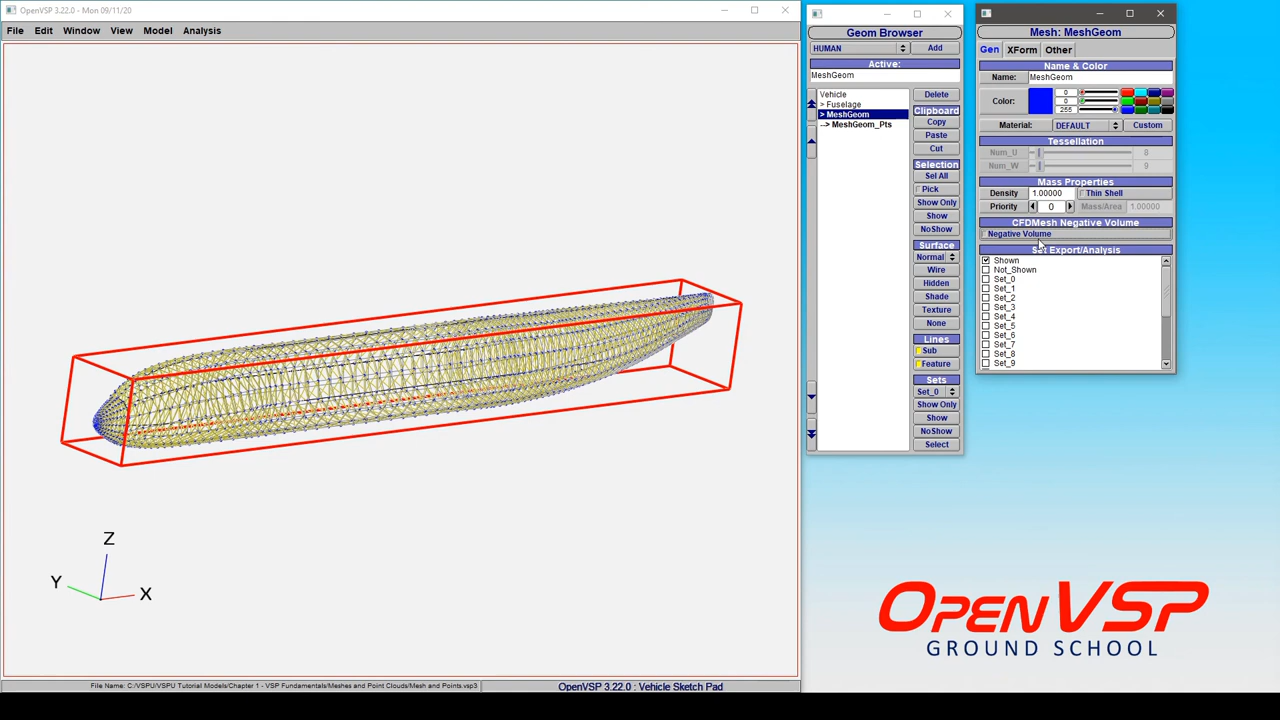 OpenVSP - Mon 09/11/20
File Edit Window View Model Analysis
Z
Y
X
File Name: C:/VSPU/VSPU Tutorial Models/Chapter 1 - VSP Fundamentals/Meshes and Point Clouds/Mesh and Points.vsp3
OpenVSP 3.22.0 : Vehicle Sketch Pad
Geom Browser
HUMAN Add
Active:
MeshGeom
Vehicle
> Fuselage
> MeshGeom
--> MeshGeom_Pts
Delete
Clipboard
Copy
Paste
Cut
Selection
Sel All
Pick
Show Only
Show
NoShow
Surface
Normal
Wire
Hidden
Shade
Texture
None
Lines
Sub
Feature
Sets
Set_0
Show Only
Show
NoShow
Select
Mesh: MeshGeom
Gen XForm Other
Name & Color
Name: MeshGeom
Color: 0
0
255
Material: DEFAULT Custom
Tessellation
Num_U 8
Num_W 9
Mass Properties
Density 1.00000 Thin Shell
Priority 0 Mass/Area 1.00000
CFDMesh Negative Volume
Negative Volume
Set Export/Analysis
Shown
Not_Shown
Set_0
Set_1
Set_2
Set_3
Set_4
Set_5
Set_6
Set_7
Set_8
Set_9
OPENVSP
GROUND SCHOOL